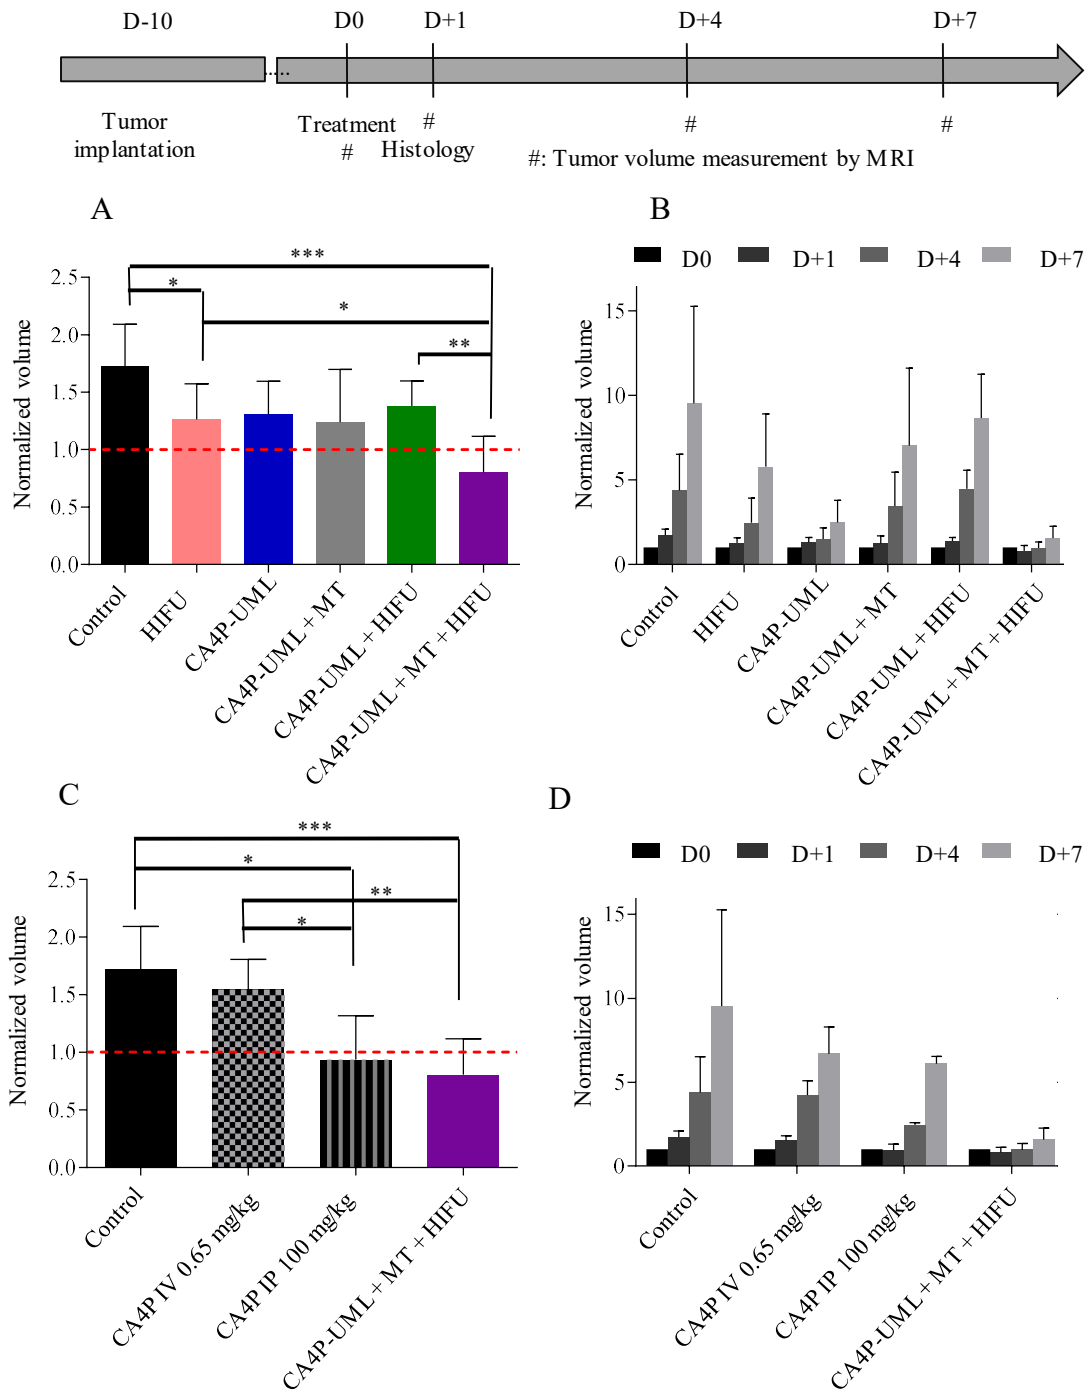 D-10 D0 D+1 D+4 D+7
Tumor
implantation
Treatment
#
#
Histology
#
#
#: Tumor volume measurement by MRI
A
Normalized volume
2.5
2.0
1.5
1.0
0.5
0.0
***
*
*
**
Control
HIFU
CA4P-UML
CA4P-UML + MT
CA4P-UML + HIFU
CA4P-UML + MT + HIFU
B
D0 D+1 D+4 D+7
Normalized volume
15
10
5
0
Control
HIFU
CA4P-UML
CA4P-UML + MT
CA4P-UML + HIFU
CA4P-UML + MT + HIFU
C
Normalized volume
2.5
2.0
1.5
1.0
0.5
0.0
***
*
**
*
Control
CA4P IV 0.65 mg/kg
CA4P IP 100 mg/kg
CA4P-UML + MT + HIFU
D
D0 D+1 D+4 D+7
Normalized volume
15
10
5
0
Control
CA4P IV 0.65 mg/kg
CA4P IP 100 mg/kg
CA4P-UML + MT + HIFU